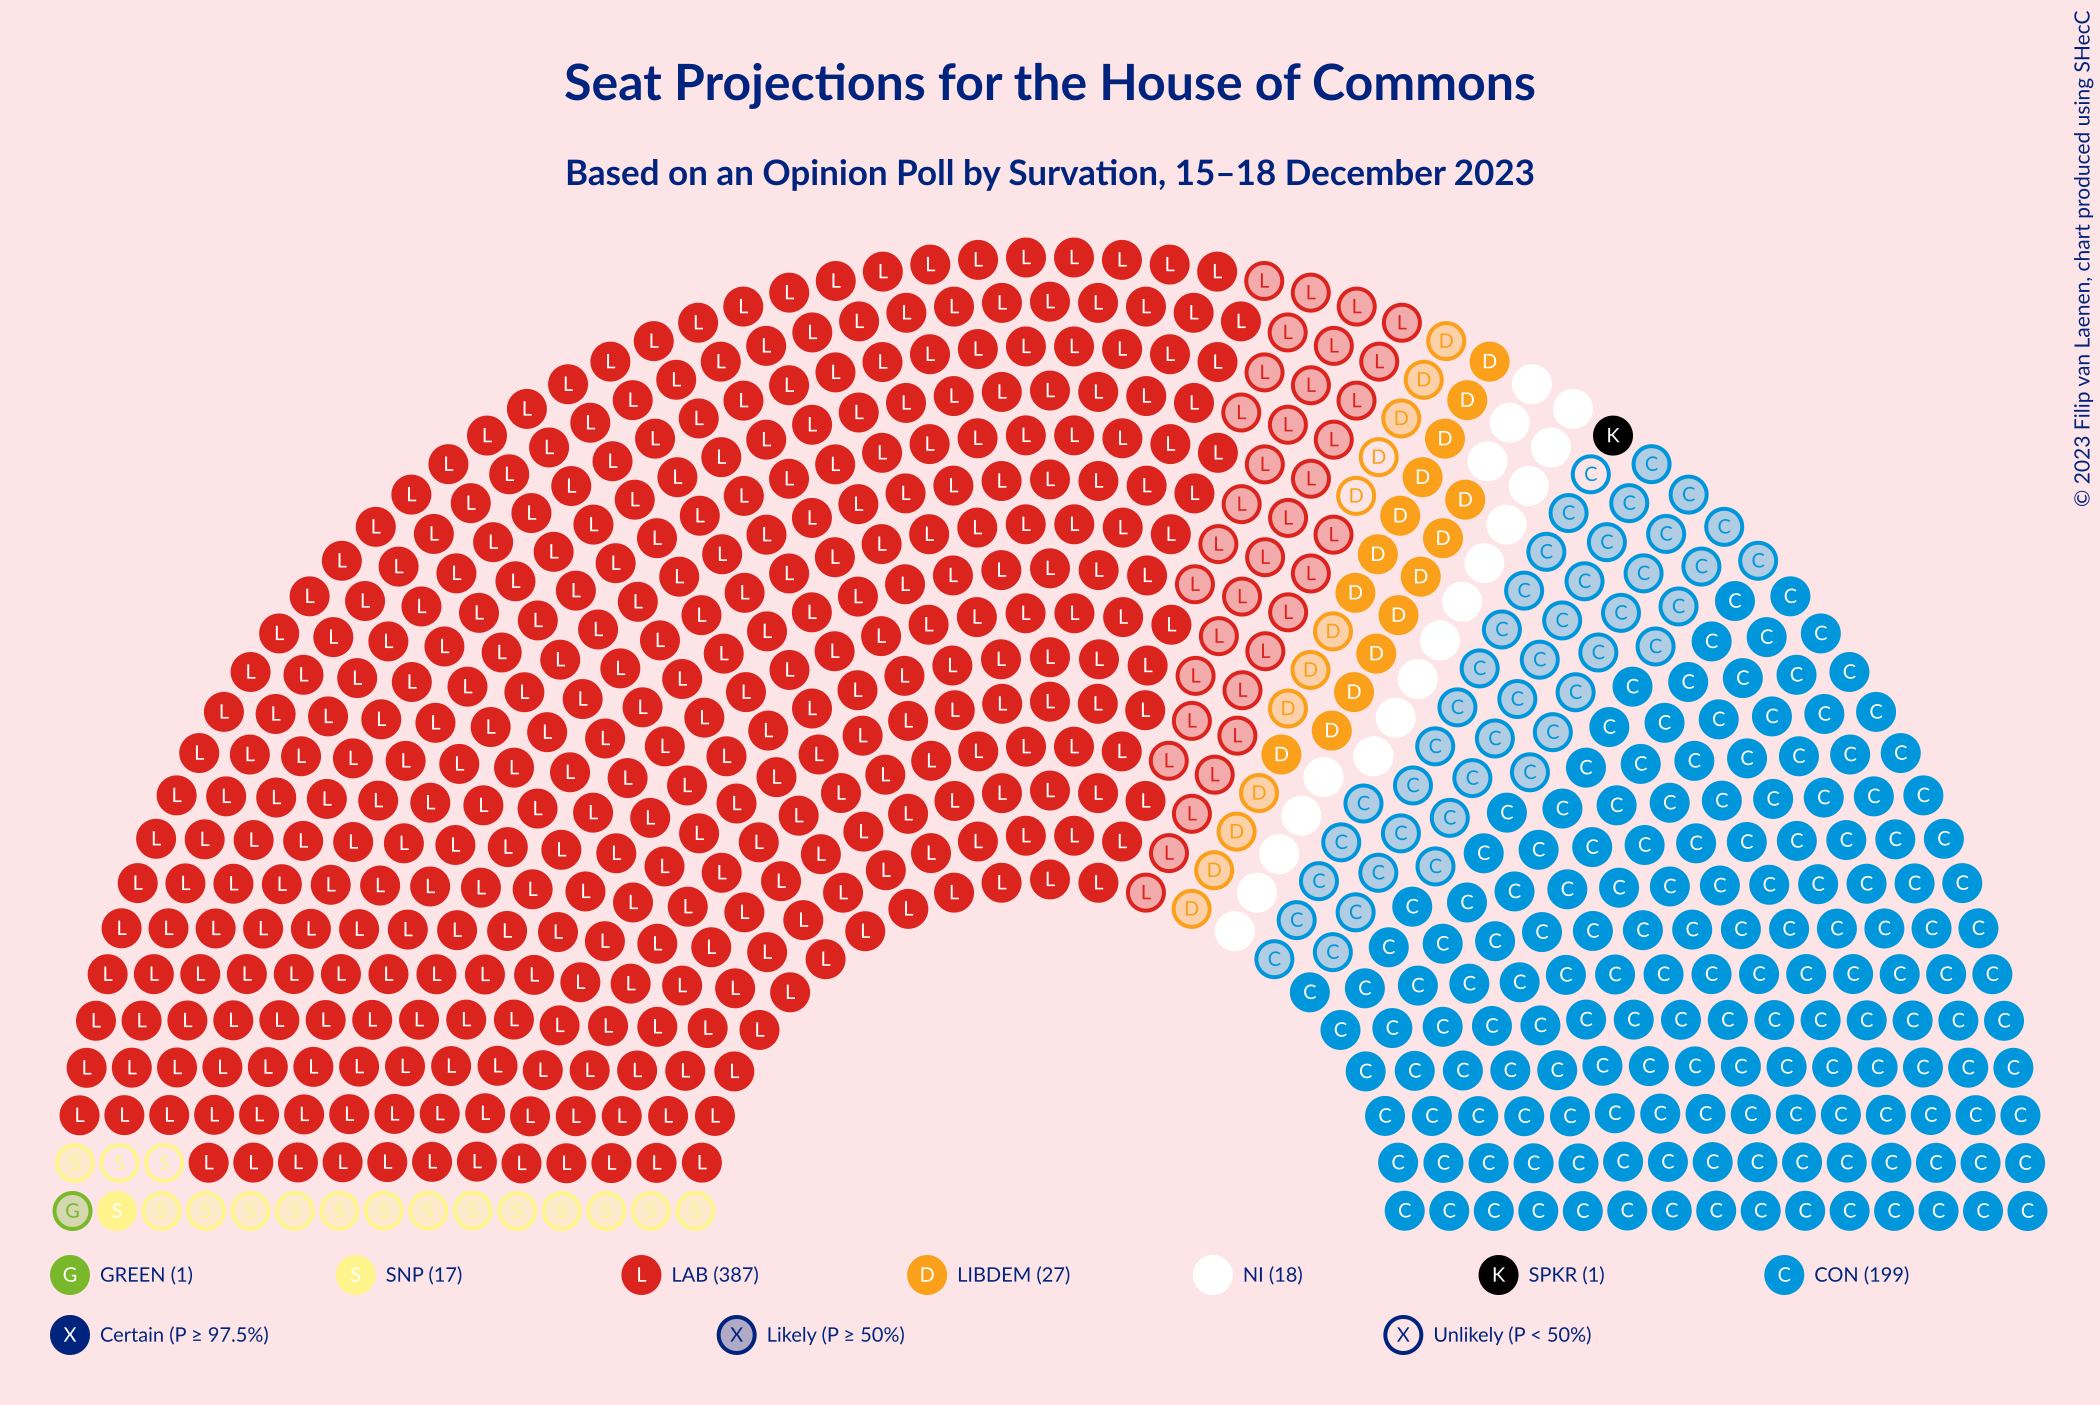 Seat Projections for the House of Commons
Based on an Opinion Poll by Survation, 15–18 December 2023
© 2023 Filip van Laenen, chart produced using SHecC
G GREEN (1) S SNP (17) L LAB (387) D LIBDEM (27) NI (18) K SPKR (1) C CON (199)
X Certain (P ≥ 97.5%) X Likely (P ≥ 50%) X Unlikely (P < 50%)